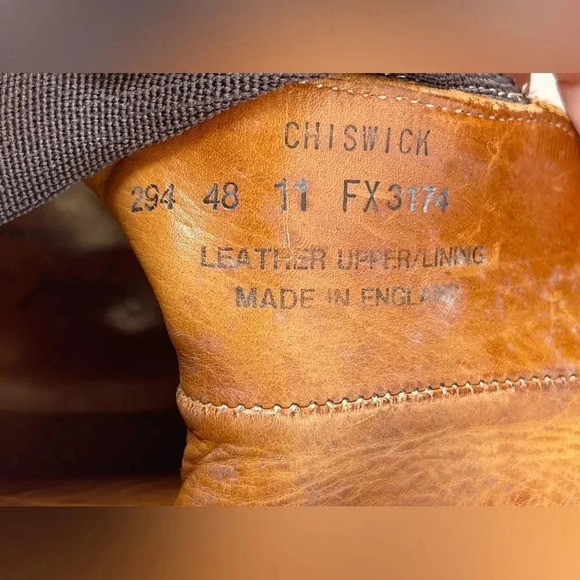 CHISWICK
294 48 11 FX3174
LEATHER UPPER/LINING
MADE IN ENGLAND